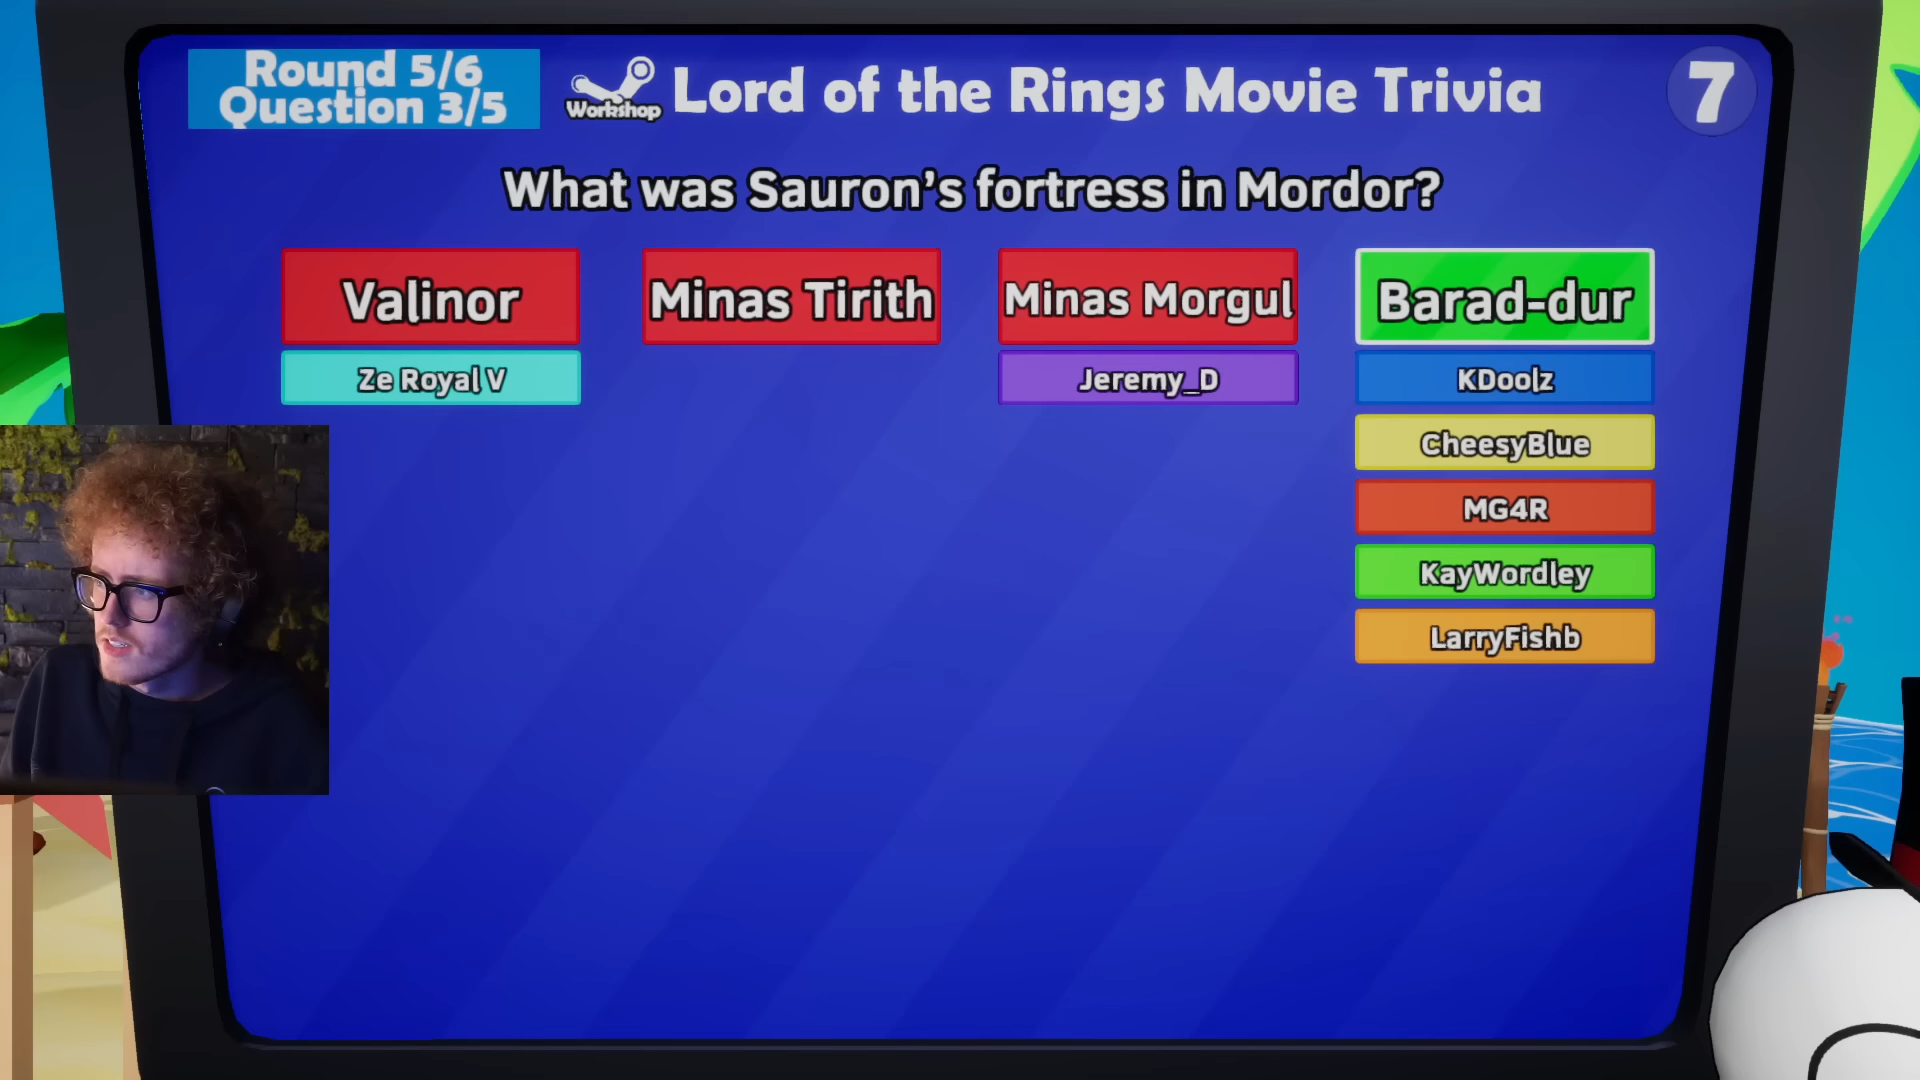 Round 5/6
Question 3/5
Workshop
Lord of the Rings Movie Trivia
7
What was Sauron's fortress in Mordor?
Valinor
Minas Tirith
Minas Morgul
Barad-dur
Ze Royal V
Jeremy_D
KDoolz
CheesyBlue
MG4R
KayWordley
LarryFishb